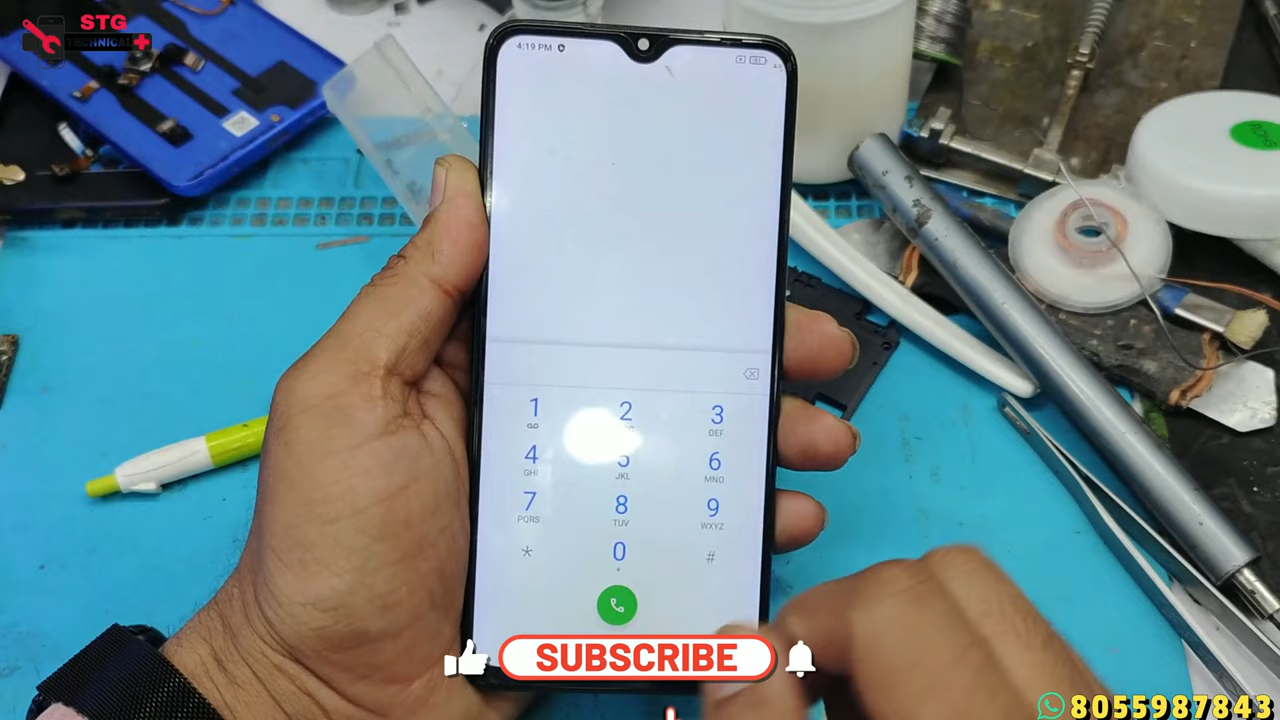 STG
TECHNICAL
4:19 PM
1
2
3
DEF
4
GHI
5
JKL
6
MNO
7
PQRS
8
TUV
9
WXYZ
*
0
+
#
SUBSCRIBE
8055987843